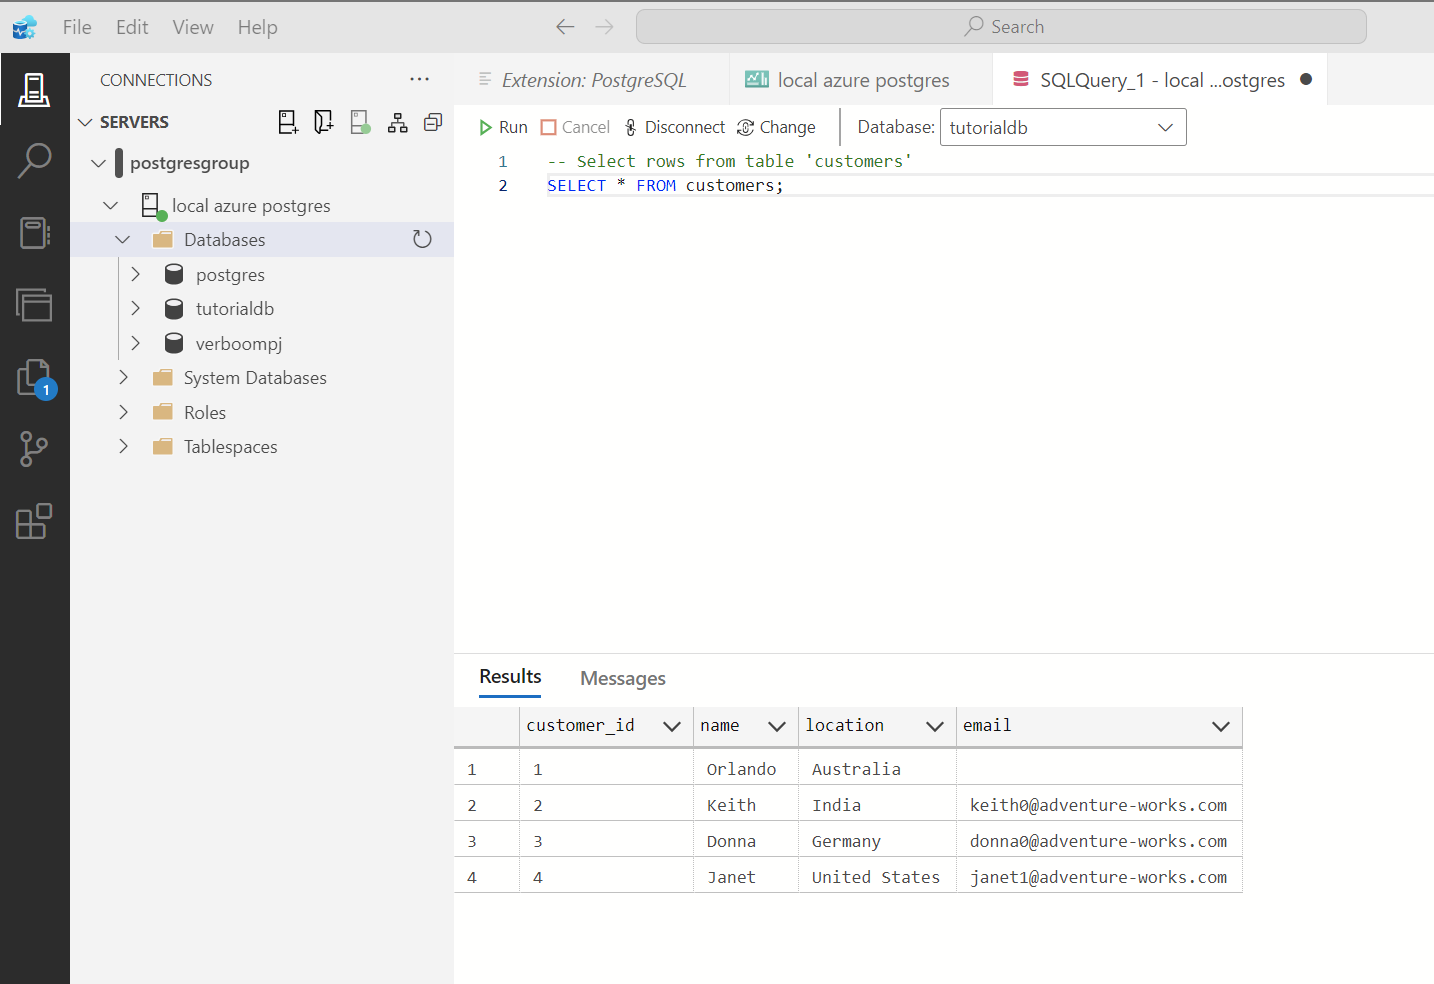 File Edit View Help
Search
CONNECTIONS
Extension: PostgreSQL
local azure postgres
SQLQuery_1 - local ...ostgres
SERVERS
Run Cancel Disconnect Change Database: tutorialdb
postgresgroup
local azure postgres
Databases
postgres
tutorialdb
verboompj
System Databases
Roles
Tablespaces
1
1 -- Select rows from table 'customers'
2 SELECT * FROM customers;
Results Messages
customer_id name location email
1 1 Orlando Australia
2 2 Keith India keith0@adventure-works.com
3 3 Donna Germany donna0@adventure-works.com
4 4 Janet United States janet1@adventure-works.com